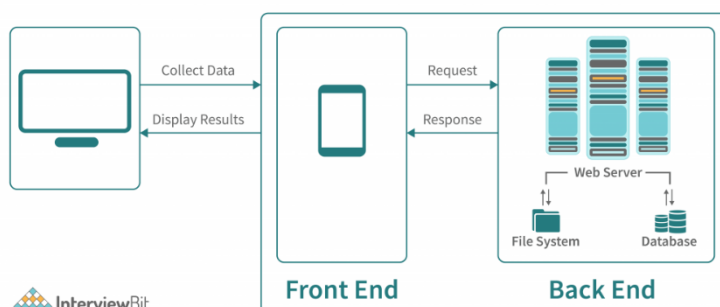 Collect Data
Request
Display Results
Response
Web Server
File System
Database
Front End
Back End
InterviewBit